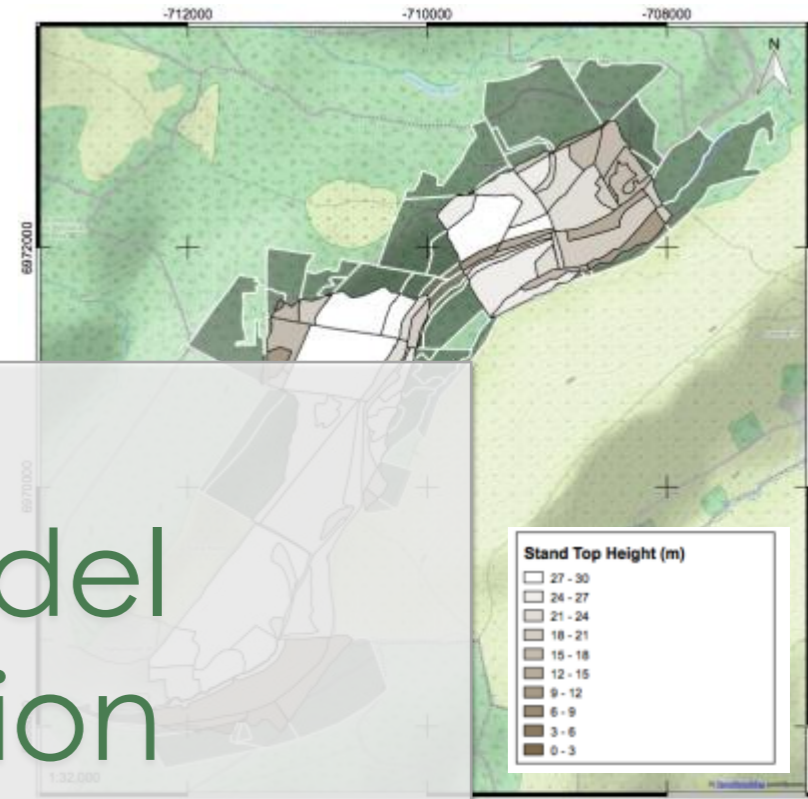 -712000 -710000 -708000
N
6972000
6970000
del
ion
Stand Top Height (m)
27 - 30
24 - 27
21 - 24
18 - 21
15 - 18
12 - 15
9 - 12
6 - 9
3 - 6
0 - 3
1:32,000